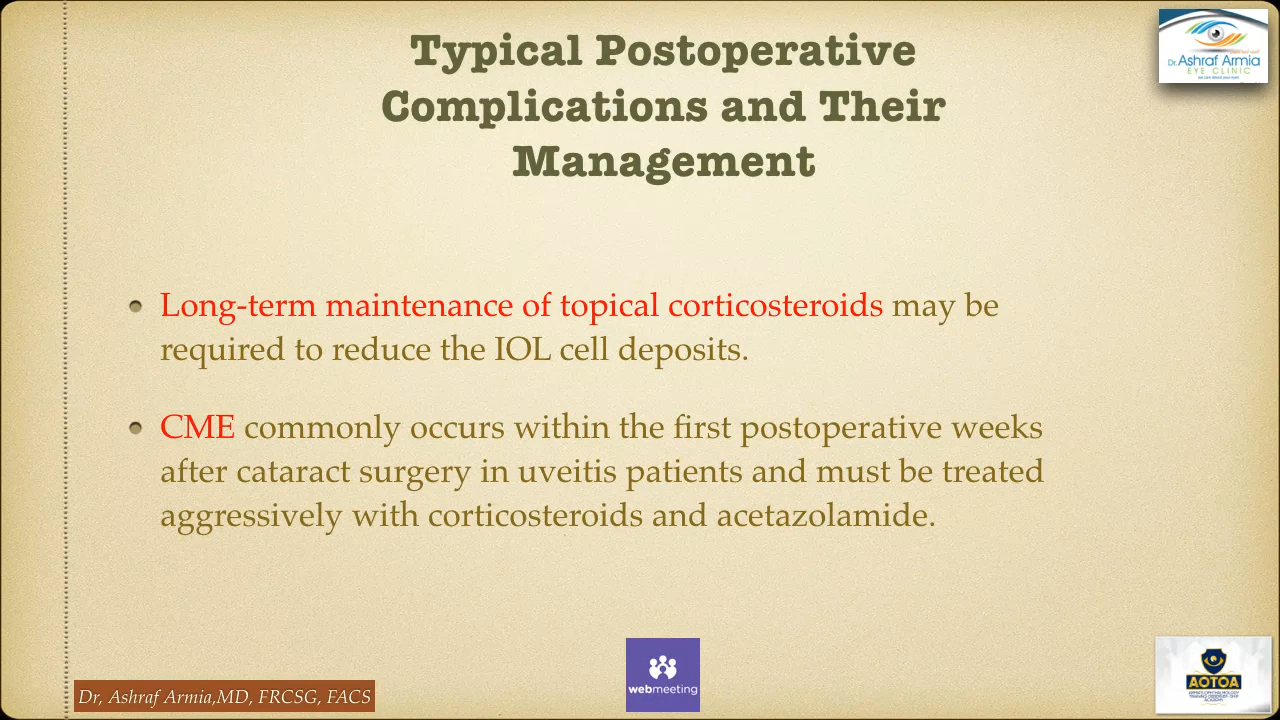 Typical Postoperative
Complications and Their
Management
Dr. Ashraf Armia
EYE CLINIC
Long-term maintenance of topical corticosteroids may be
required to reduce the IOL cell deposits.
CME commonly occurs within the first postoperative weeks
after cataract surgery in uveitis patients and must be treated
aggressively with corticosteroids and acetazolamide.
webmeeting
Dr, Ashraf Armia,MD, FRCSG, FACS
AOTOA